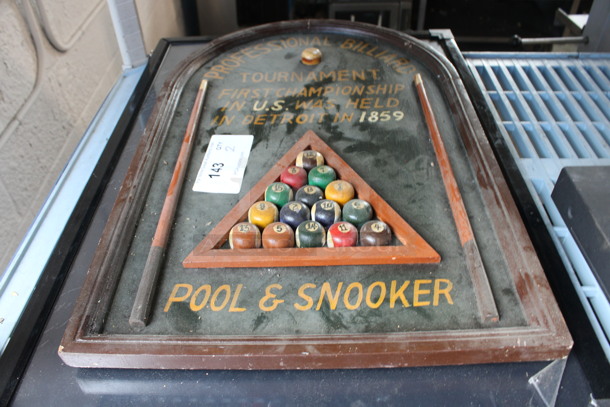 PROFESSIONAL BILLIARD
TOURNAMENT
FIRST CHAMPIONSHIP
IN U.S. WAS HELD
IN DETROIT IN 1859
143
POOL & SNOOKER